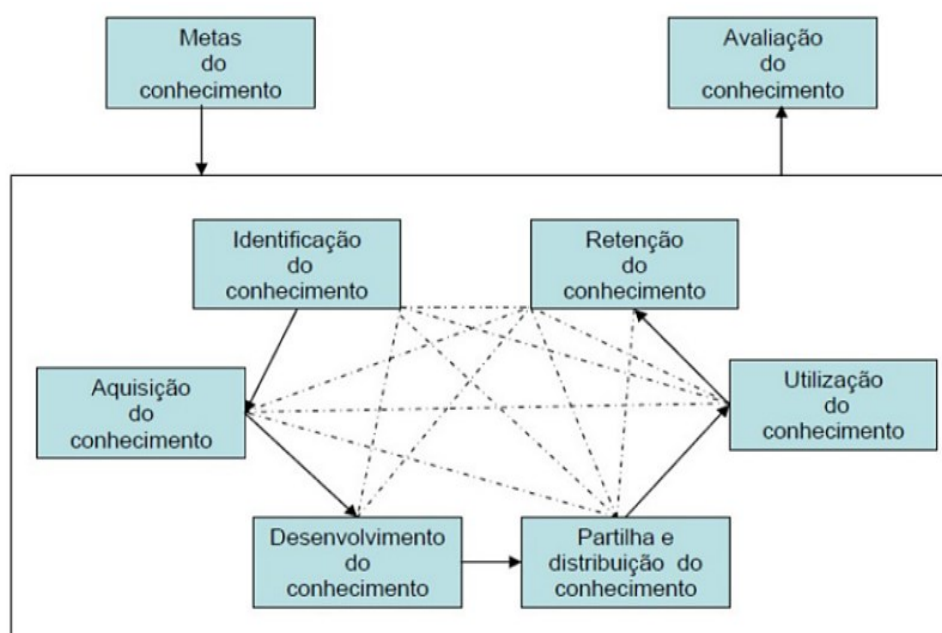 Metas
do
conhecimento
Avaliação
do
conhecimento
Identificação
do
conhecimento
Retenção
do
conhecimento
Aquisição
do
conhecimento
Utilização
do
conhecimento
Desenvolvimento
do
conhecimento
Partilha e
distribuição do
conhecimento